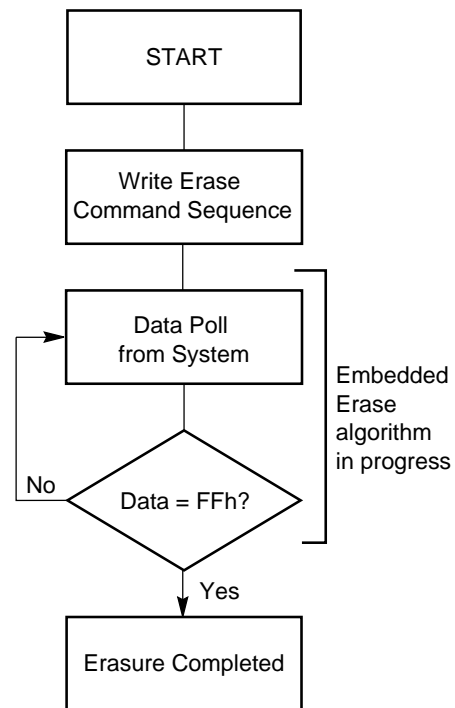 START
Write Erase
Command Sequence
Data Poll
from System
Embedded
Erase
algorithm
in progress
No
Data = FFh?
Yes
Erasure Completed